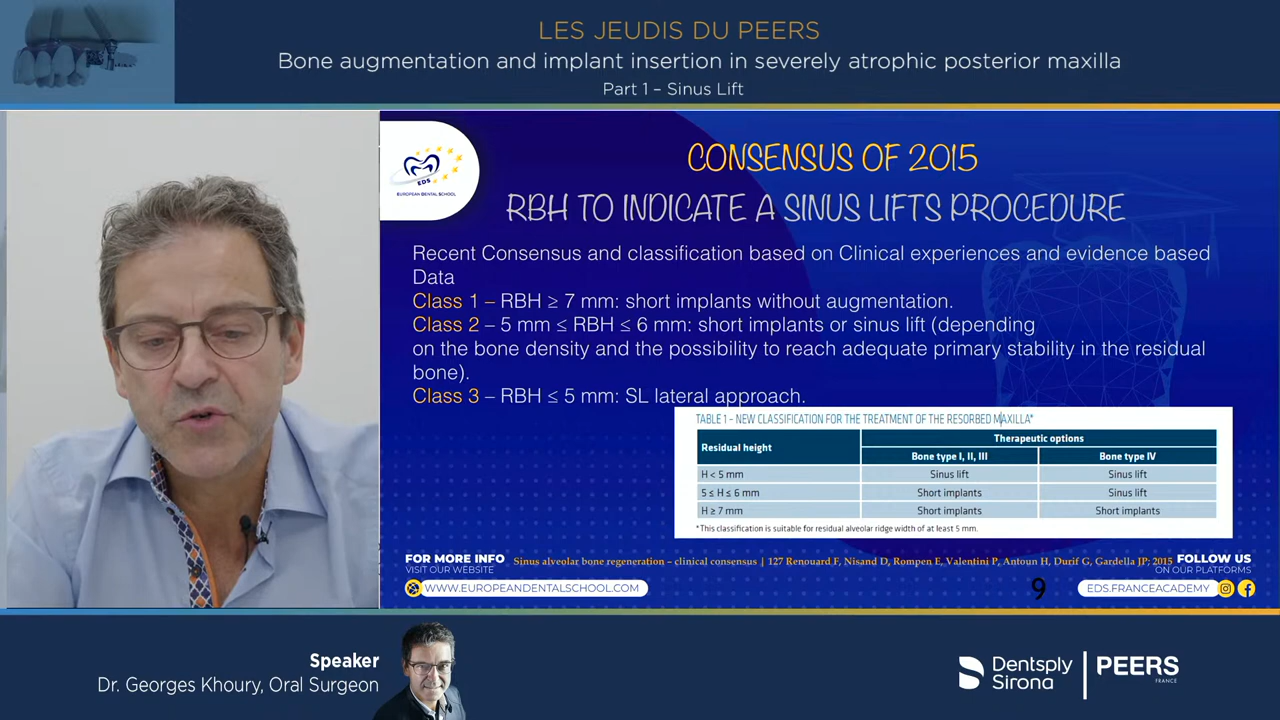 LES JEUDIS DU PEERS
Bone augmentation and implant insertion in severely atrophic posterior maxilla
Part 1 – Sinus Lift
EDS
EUROPEAN DENTAL SCHOOL
CONSENSUS OF 2015
RBH TO INDICATE A SINUS LIFTS PROCEDURE
Recent Consensus and classification based on Clinical experiences and evidence based
Data
Class 1 – RBH ≥ 7 mm: short implants without augmentation.
Class 2 – 5 mm ≤ RBH ≤ 6 mm: short implants or sinus lift (depending
on the bone density and the possibility to reach adequate primary stability in the residual
bone).
Class 3 – RBH ≤ 5 mm: SL lateral approach.
TABLE 1 - NEW CLASSIFICATION FOR THE TREATMENT OF THE RESORBED MAXILLA*
Residual height
Therapeutic options
Bone type I, II, III
Bone type IV
H < 5 mm
Sinus lift
Sinus lift
5 ≤ H ≤ 6 mm
Short implants
Sinus lift
H ≥ 7 mm
Short implants
Short implants
*This classification is suitable for residual alveolar ridge width of at least 5 mm.
FOR MORE INFO
VISIT OUR WEBSITE
WWW.EUROPEANDENTALSCHOOL.COM
Sinus alveolar bone regeneration – clinical consensus | 127 Renouard F, Nisand D, Rompen E, Valentini P, Antoun H, Durif G, Gardella JP; 2015
9
FOLLOW US
ON OUR PLATFORMS
EDS.FRANCEACADEMY
Speaker
Dr. Georges Khoury, Oral Surgeon
Dentsply
Sirona
PEERS
FRANCE